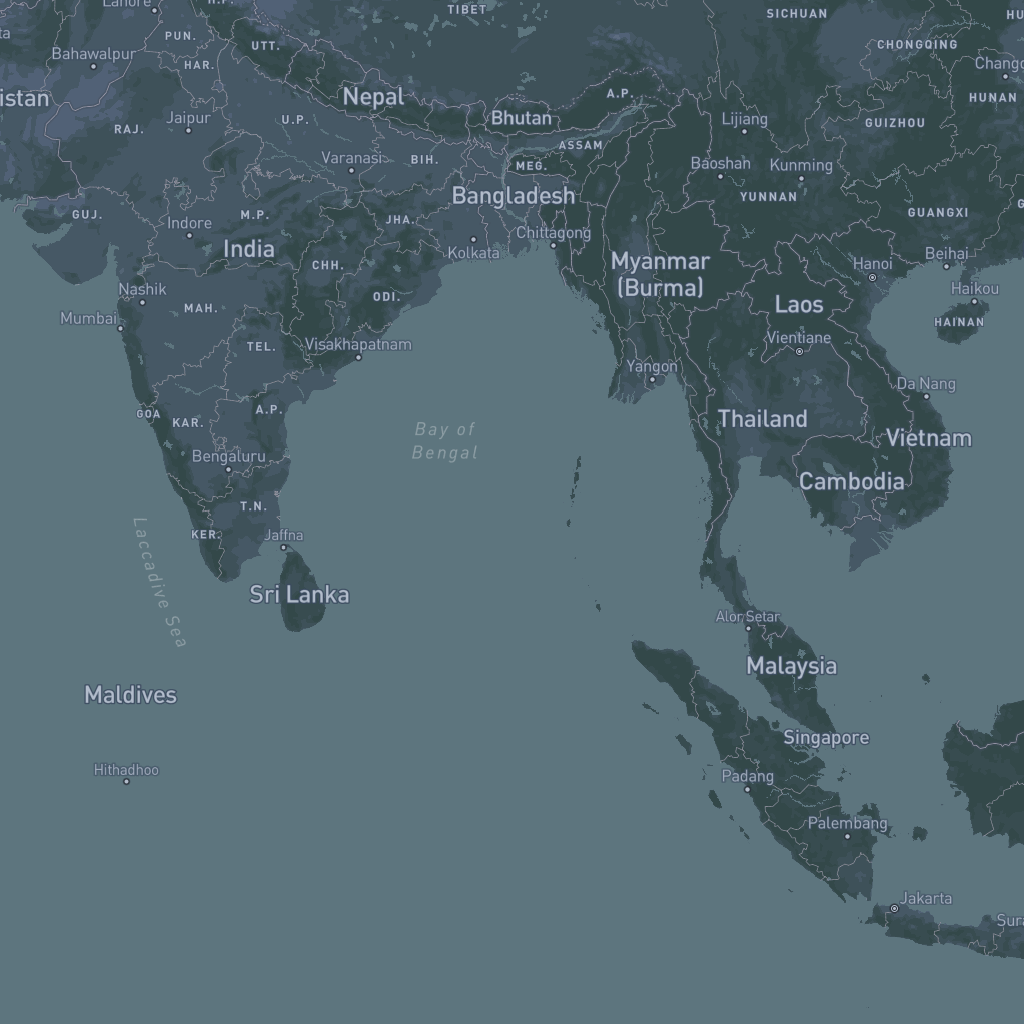 TIBET
SICHUAN
Lahore
PUN.
UTT.
CHONGQING
Bahawalpur
HAR.
Nepal
A.P.
HUNAN
Jaipur
RAJ.
U.P.
Bhutan
Lijiang
GUIZHOU
ASSAM
Varanasi
BIH.
MEG.
Baoshan
Kunming
Bangladesh
YUNNAN
GUJ.
Indore
M.P.
JHA.
GUANGXI
Chittagong
India
Kolkata
Beihai
CHH.
Myanmar
(Burma)
Hanoi
Nashik
ODI.
Laos
Haikou
MAH.
Mumbai
HAINAN
TEL.
Visakhapatnam
Vientiane
Yangon
Da Nang
GOA
KAR.
A.P.
Thailand
Bay of
Bengal
Vietnam
Bengaluru
Cambodia
T.N.
KER.
Jaffna
Laccadive Sea
Sri Lanka
Alor Setar
Malaysia
Maldives
Singapore
Hithadhoo
Padang
Palembang
Jakarta